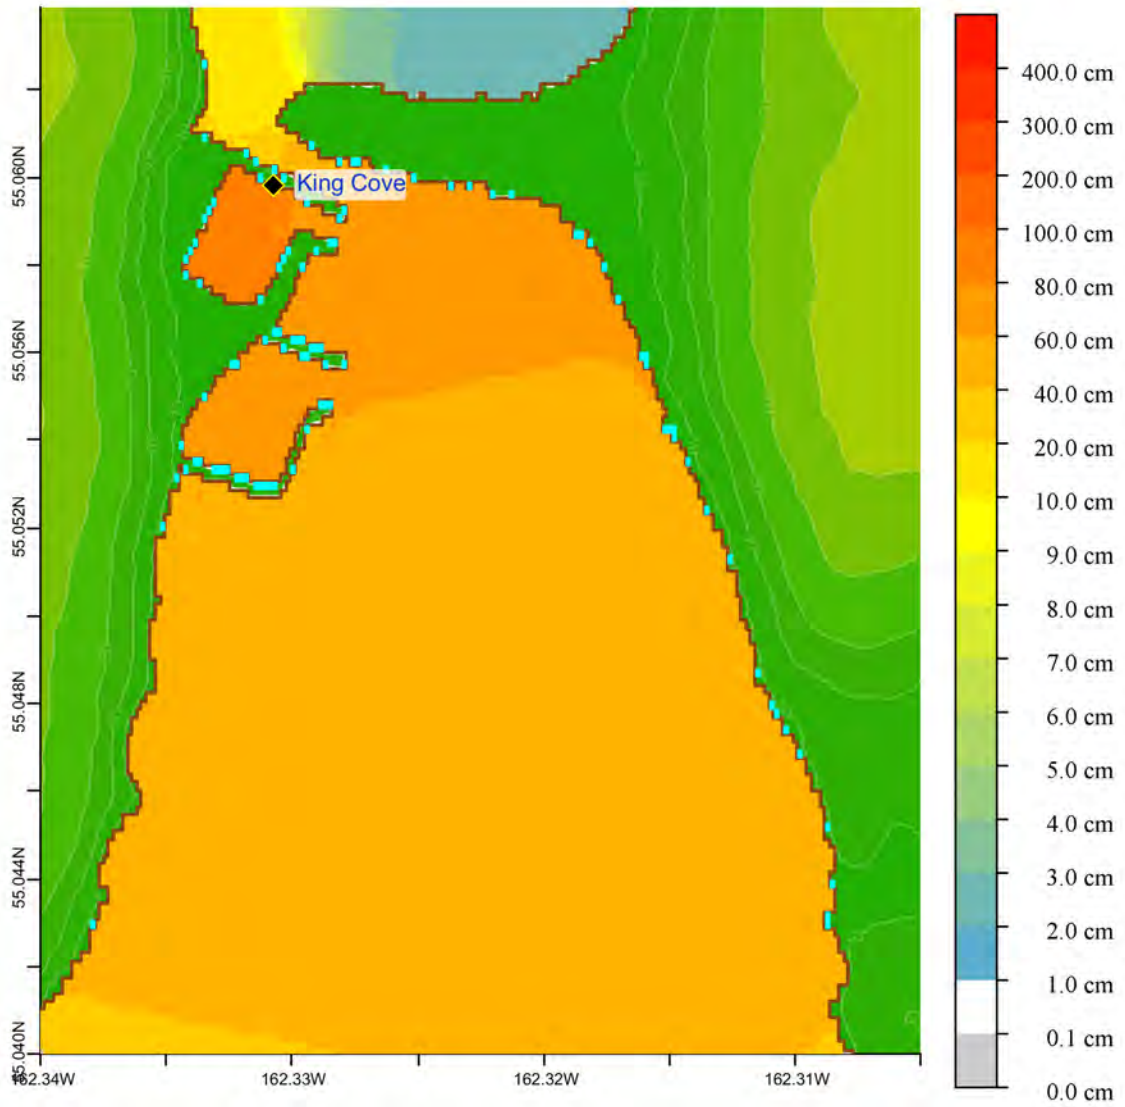 400.0 cm
300.0 cm
200.0 cm
100.0 cm
80.0 cm
60.0 cm
40.0 cm
20.0 cm
10.0 cm
9.0 cm
8.0 cm
7.0 cm
6.0 cm
5.0 cm
4.0 cm
3.0 cm
2.0 cm
1.0 cm
0.1 cm
0.0 cm
King Cove
55.060N
55.056N
55.052N
55.048N
55.044N
55.040N
162.34W
162.33W
162.32W
162.31W